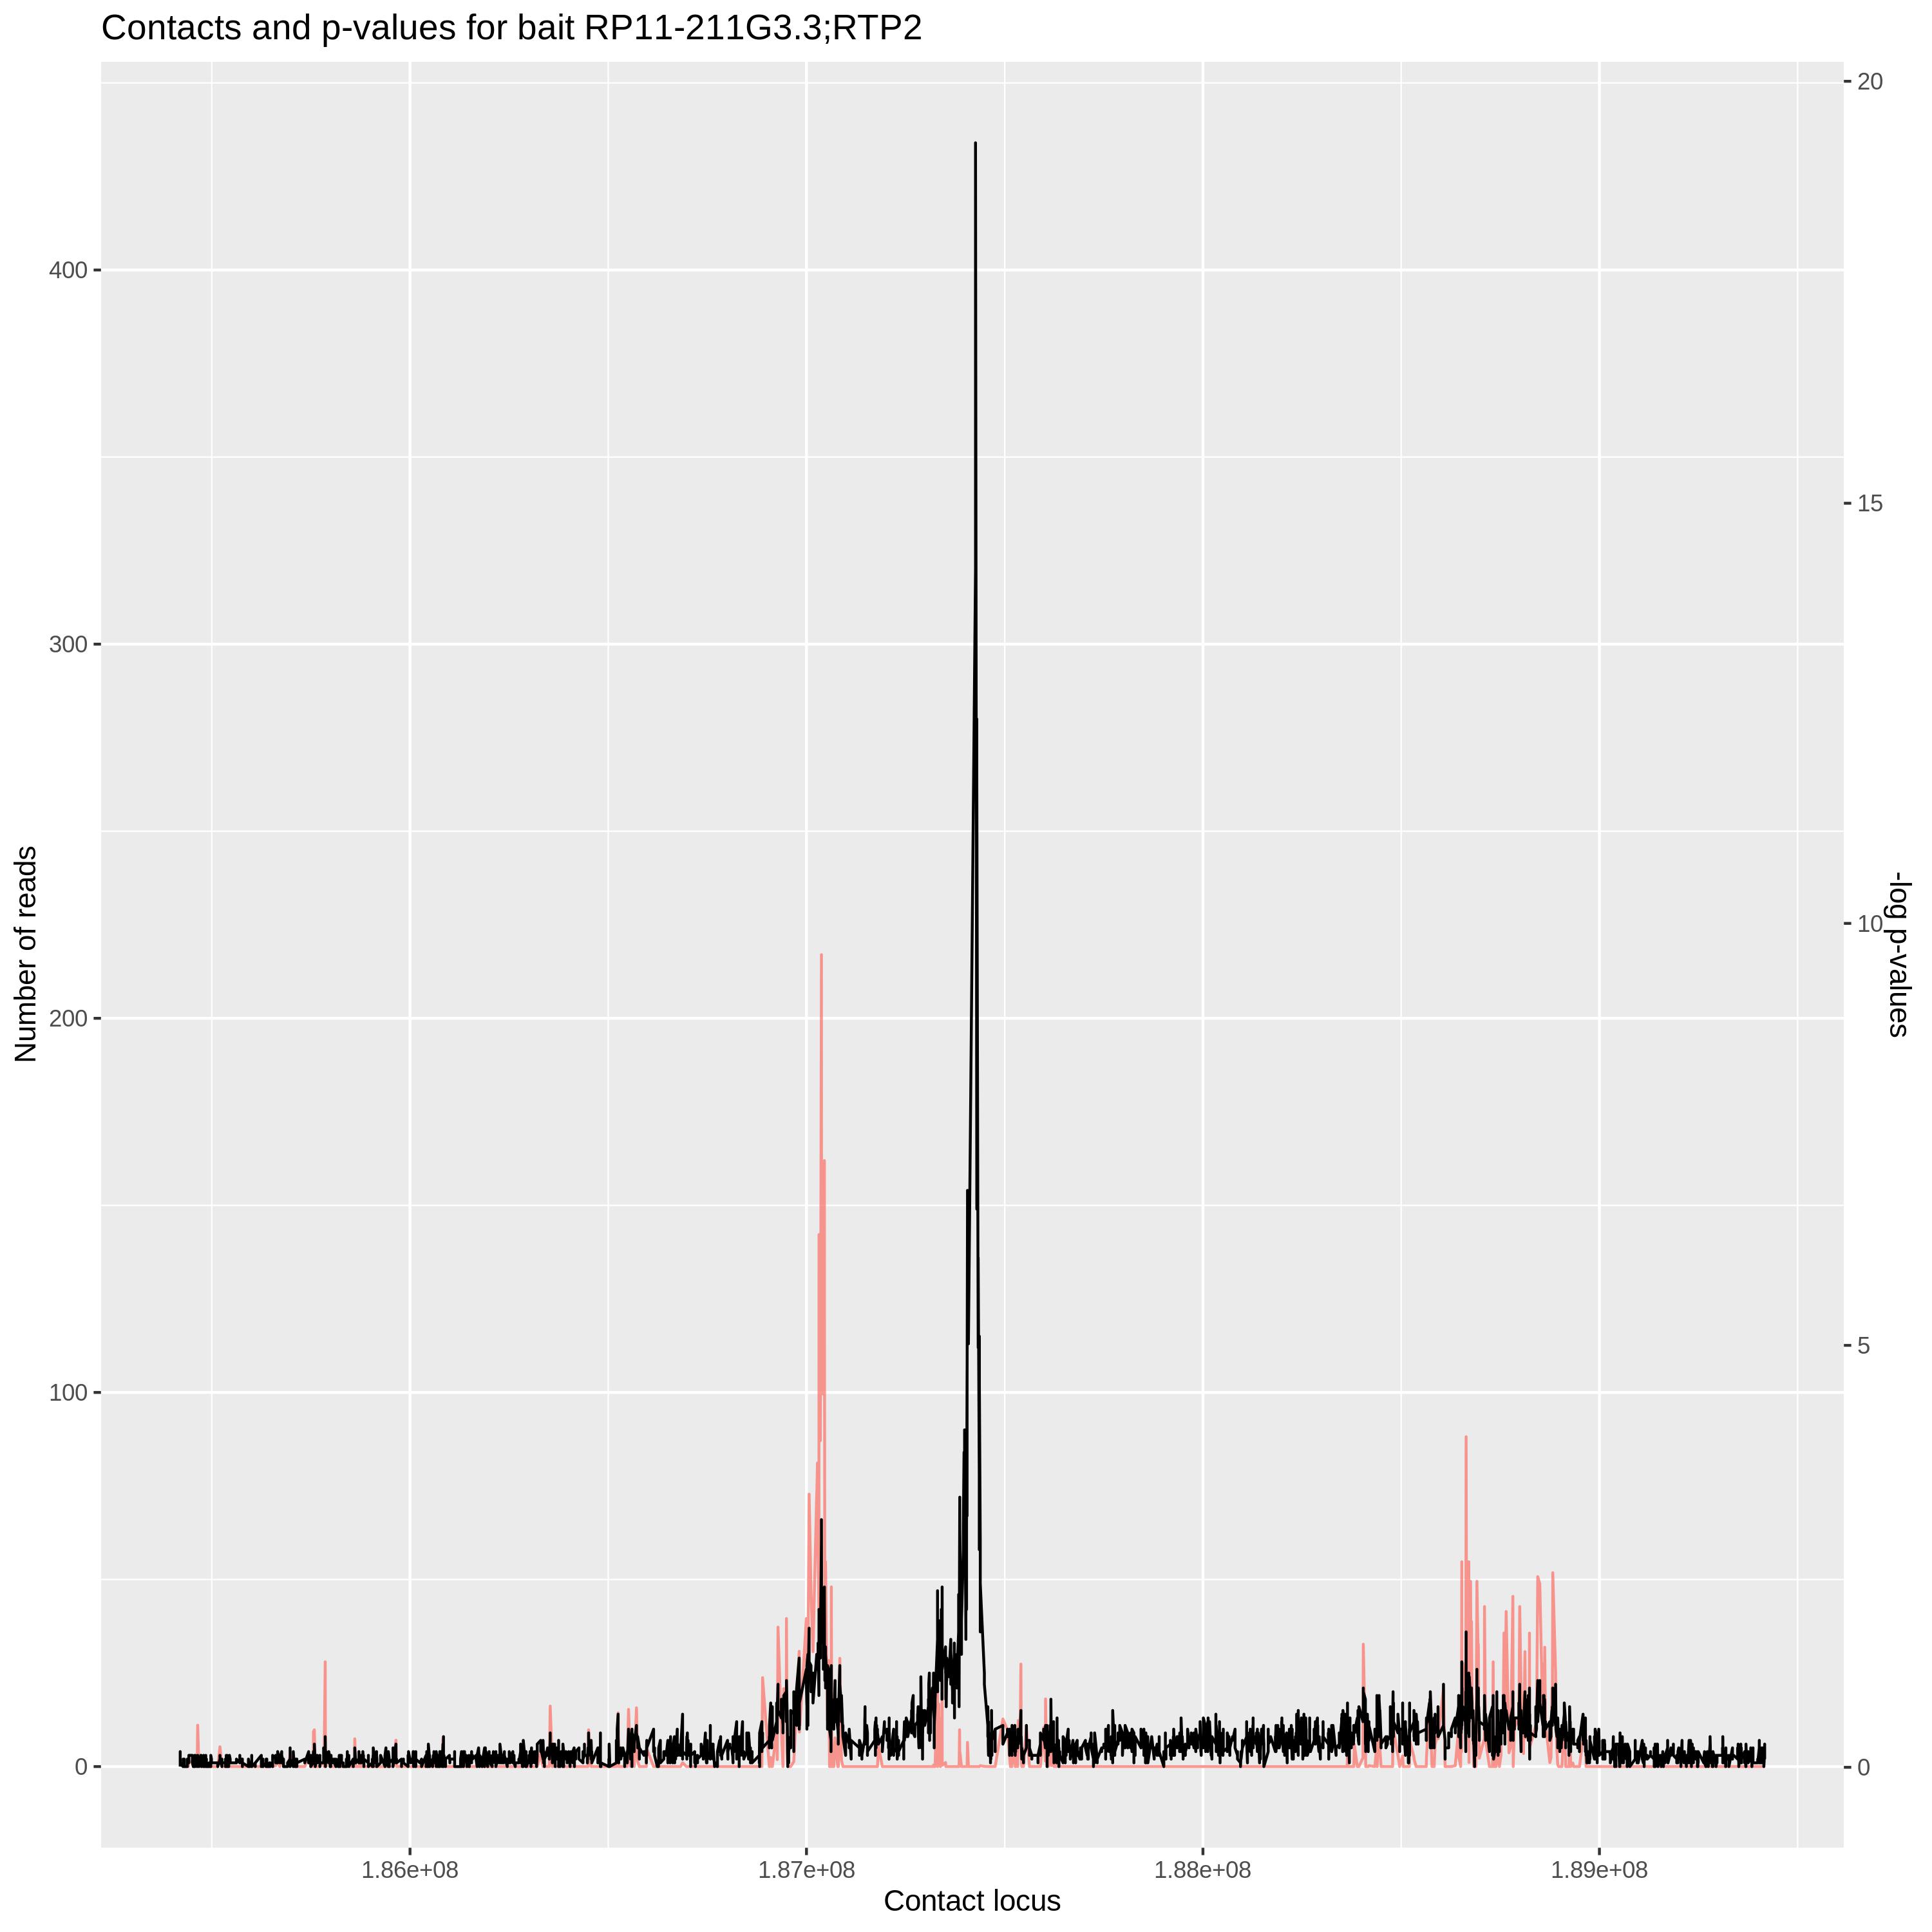 Contacts and p-values for bait RP11-211G3.3;RTP2
20
400
15
300
10
200
5
100
0
0
Number of reads
-log p-values
1.86e+08
1.87e+08
1.88e+08
1.89e+08
Contact locus